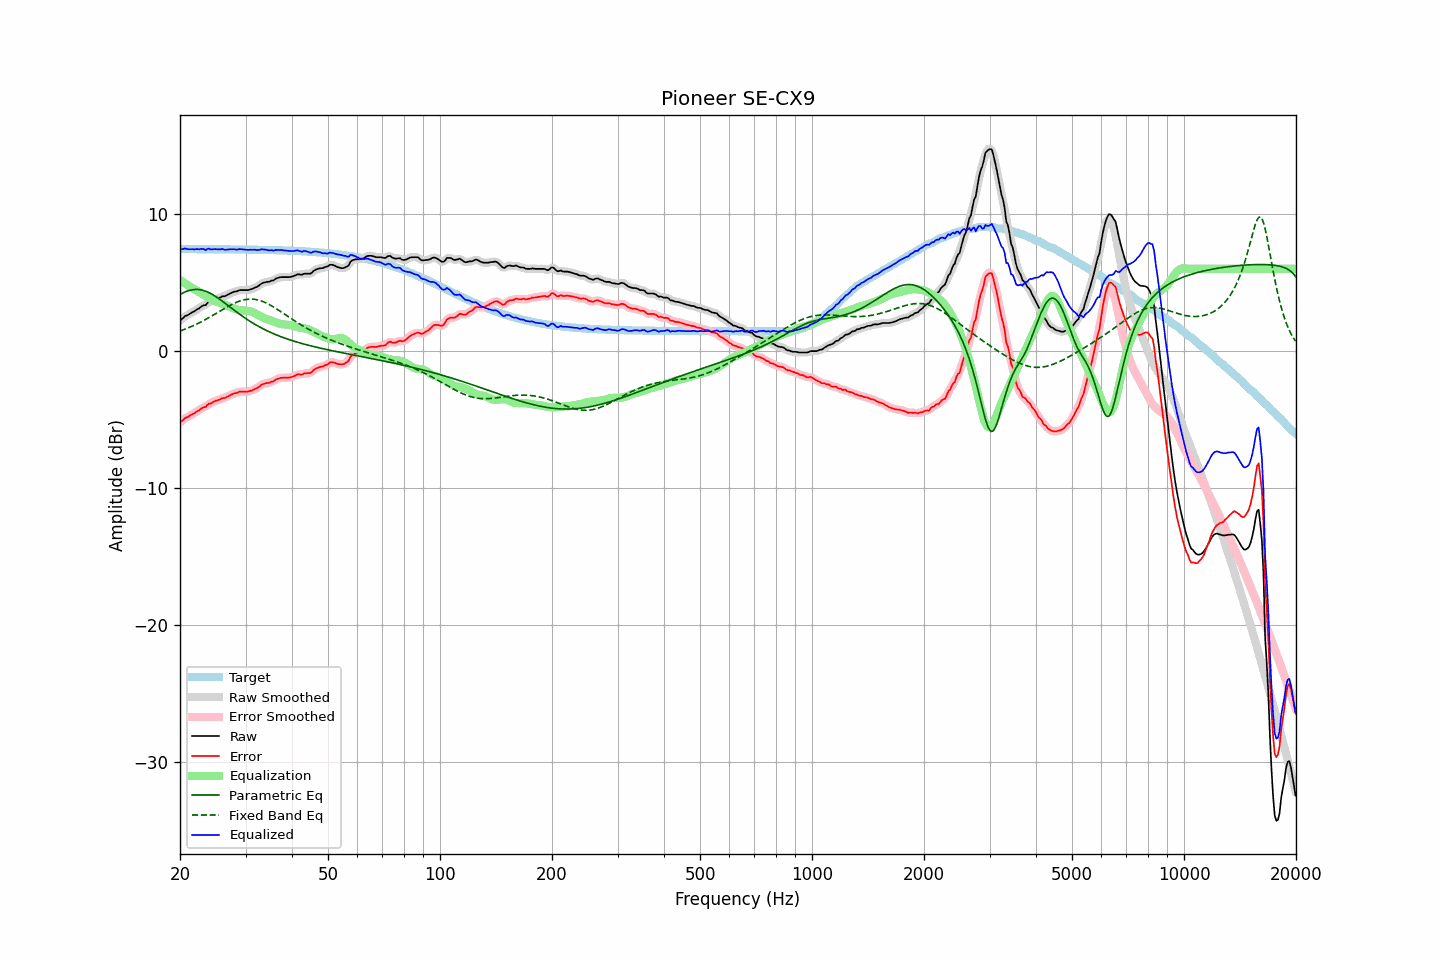 Pioneer SE-CX9
Amplitude (dBr)
10
0
−10
−20
−30
Target
Raw Smoothed
Error Smoothed
Raw
Error
Equalization
Parametric Eq
Fixed Band Eq
Equalized
20 50 100 200 500 1000 2000 5000 10000 20000
Frequency (Hz)